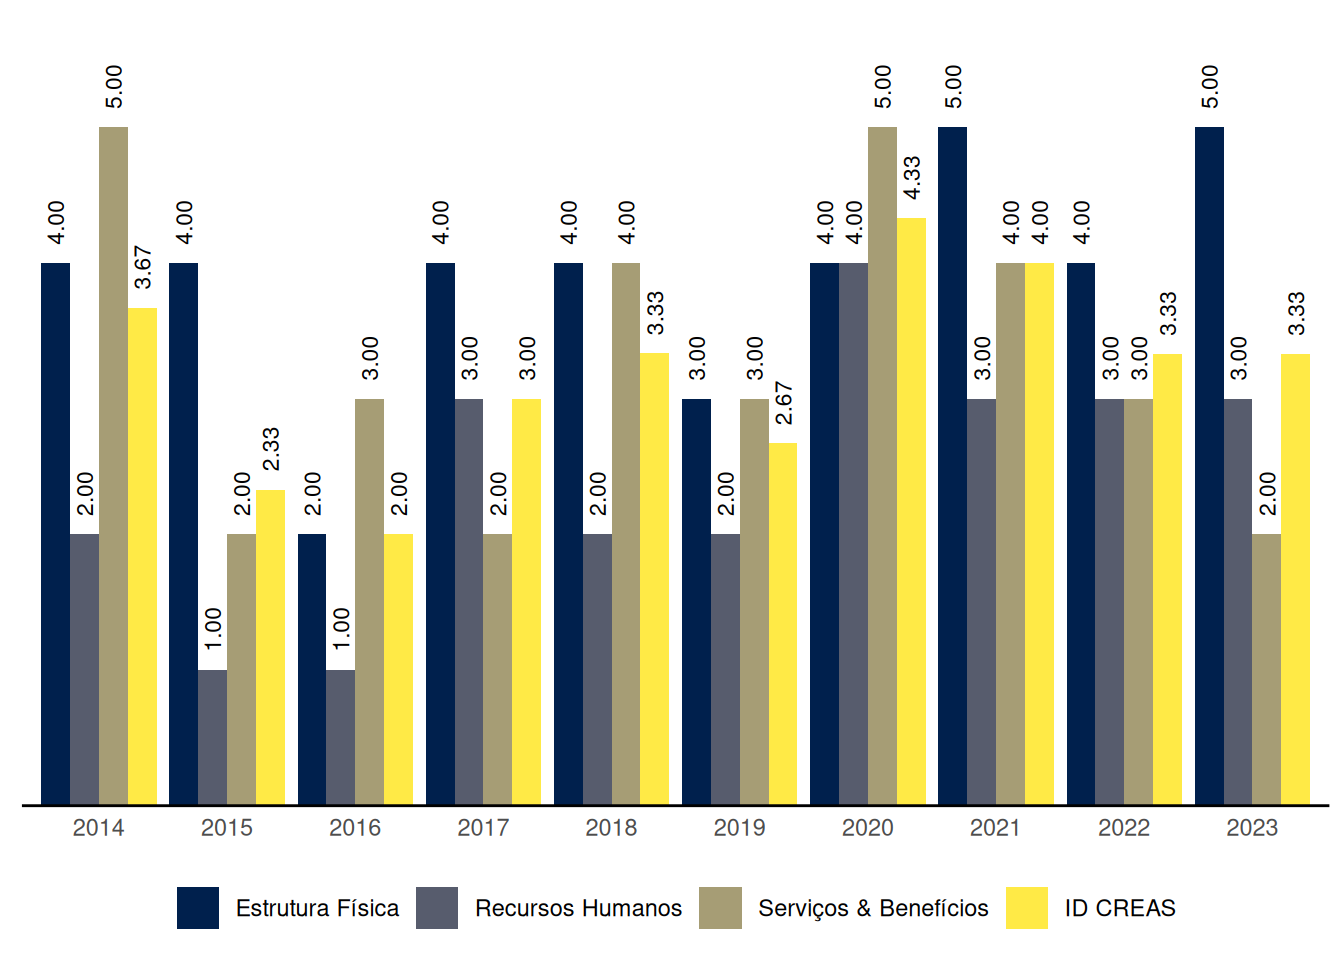 4.00 2.00 5.00 3.67
4.00 1.00 2.00 2.33
2.00 1.00 3.00 2.00
4.00 3.00 2.00 3.00
4.00 2.00 4.00 3.33
3.00 2.00 3.00 2.67
4.00 4.00 5.00 4.33
5.00 3.00 4.00 4.00
4.00 3.00 3.00 3.33
5.00 3.00 2.00 3.33
2014 2015 2016 2017 2018 2019 2020 2021 2022 2023
Estrutura Física Recursos Humanos Serviços & Benefícios ID CREAS